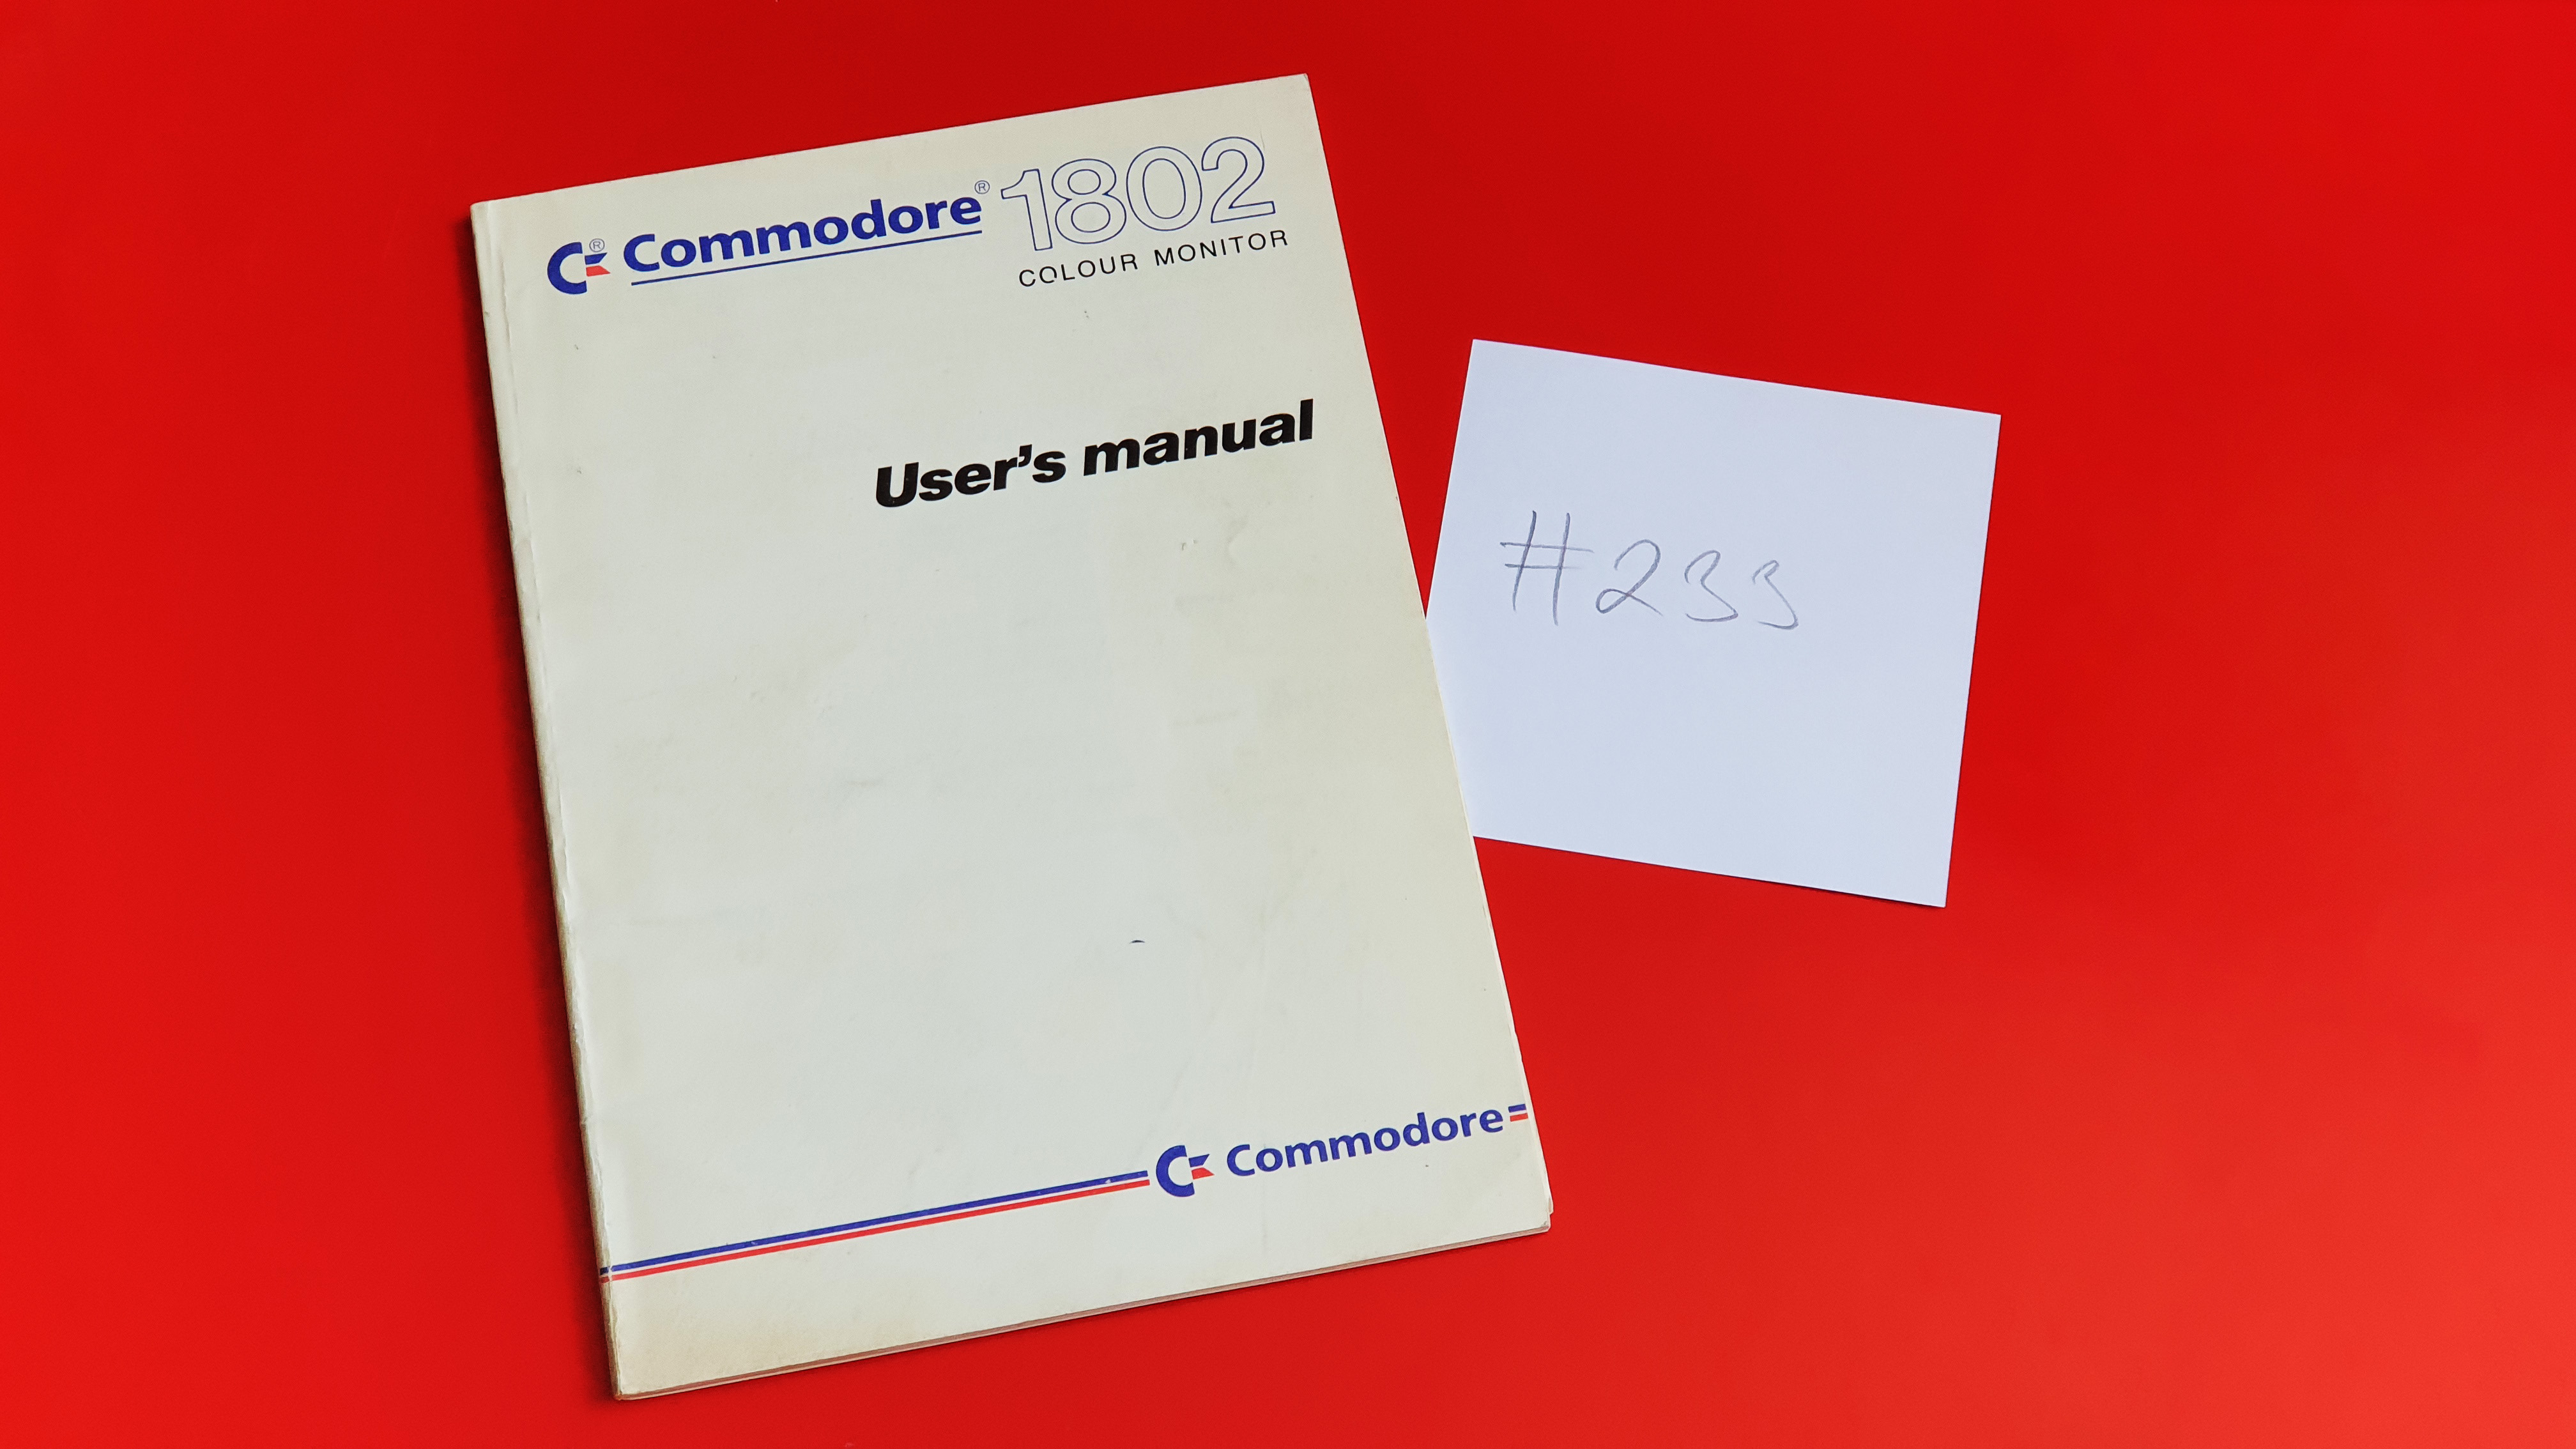 C® Commodore® 1802
COLOUR MONITOR
User's manual
#233
C Commodore